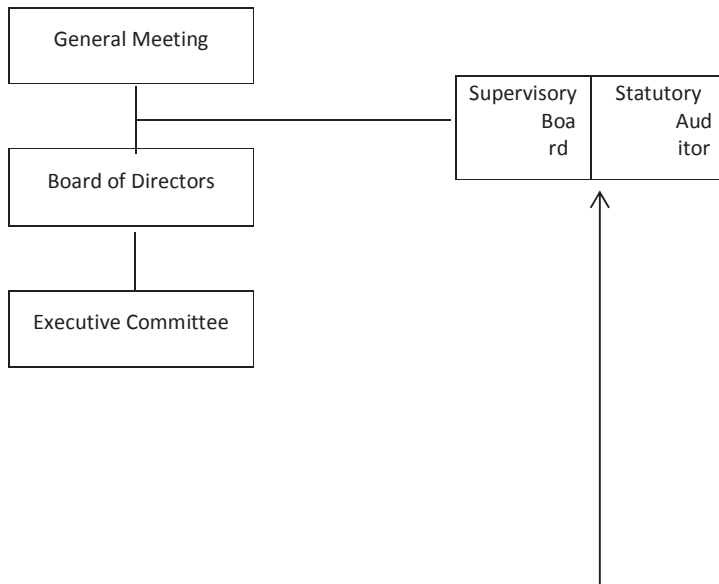 General Meeting
Supervisory
Boa
rd
Statutory
Aud
itor
Board of Directors
Executive Committee